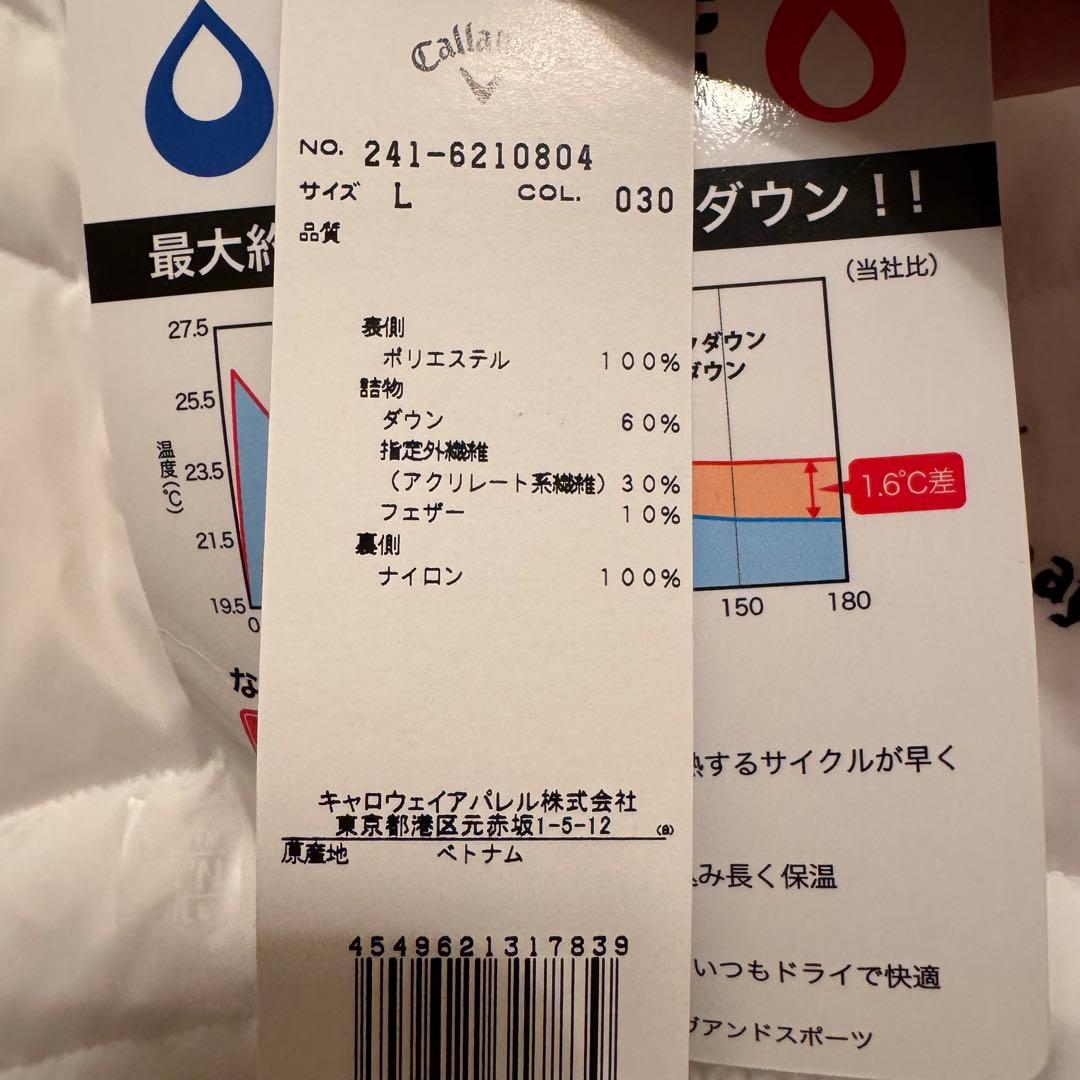 Callaw
NO. 241-6210804
サイズ L COL. 030
品質
表側
ポリエステル 100%
詰物
ダウン 60%
指定外繊維
(アクリレート系繊維) 30%
フェザー 10%
裏側
ナイロン 100%
キャロウェイアパレル株式会社
東京都港区元赤坂1-5-12 (a)
原産地 ベトナム
4549621317839
最大約
ダウン!!
(当社比)
27.5
25.5
23.5
21.5
19.5
温度(℃)
0
ダウン
ダウン
1.6℃差
150 180
な
熱するサイクルが早く
込み長く保温
いつもドライで快適
アンドスポーツ